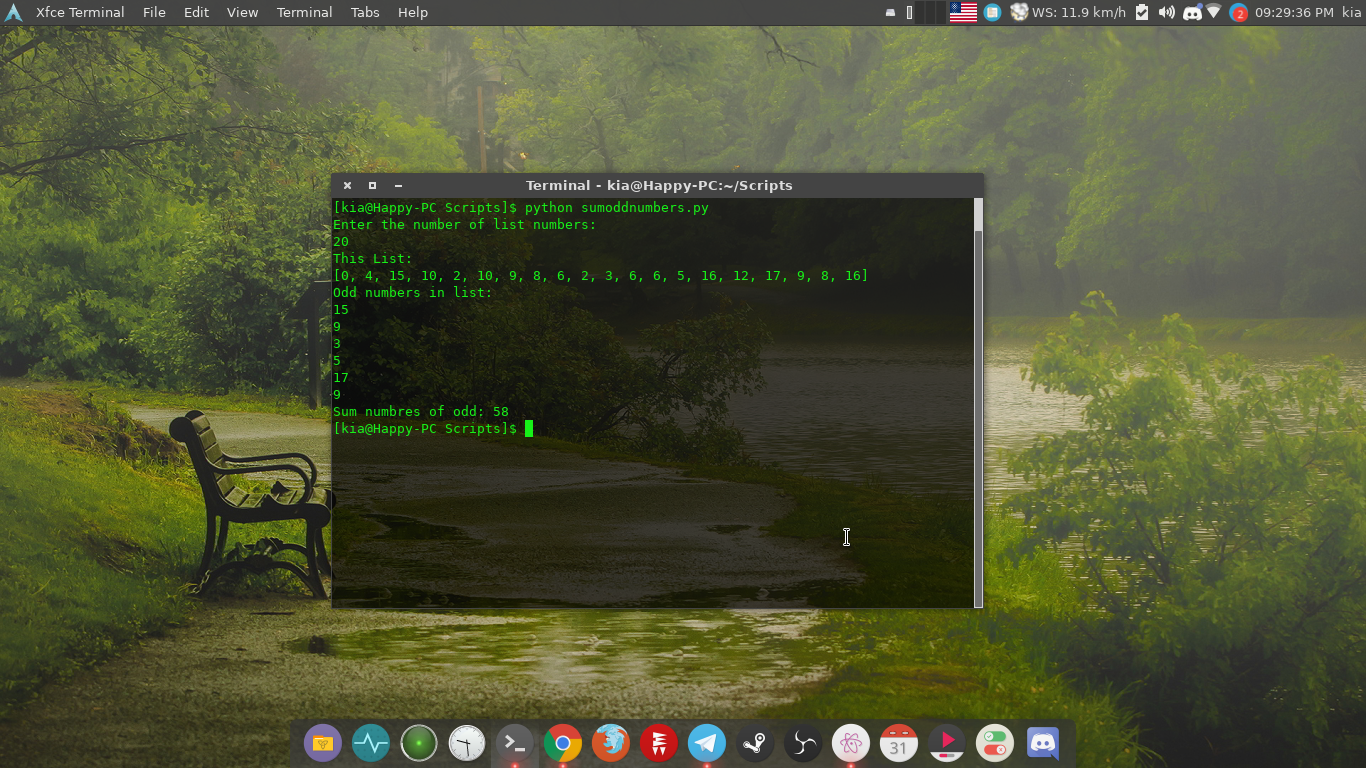 Xfce Terminal File Edit View Terminal Tabs Help WS: 11.9 km/h 2 09:29:36 PM kia
Terminal - kia@Happy-PC:~/Scripts
[kia@Happy-PC Scripts]$ python sumoddnumbers.py
Enter the number of list numbers:
20
This List:
[0, 4, 15, 10, 2, 10, 9, 8, 6, 2, 3, 6, 6, 5, 16, 12, 17, 9, 8, 16]
Odd numbers in list:
15
9
3
5
17
9
Sum numbres of odd: 58
[kia@Happy-PC Scripts]$
31